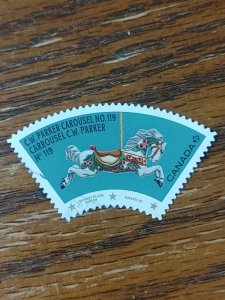 C.W. PARKER CAROUSEL NO. 119
CARROUSEL C.W. PARKER
Nº 119
CANADA